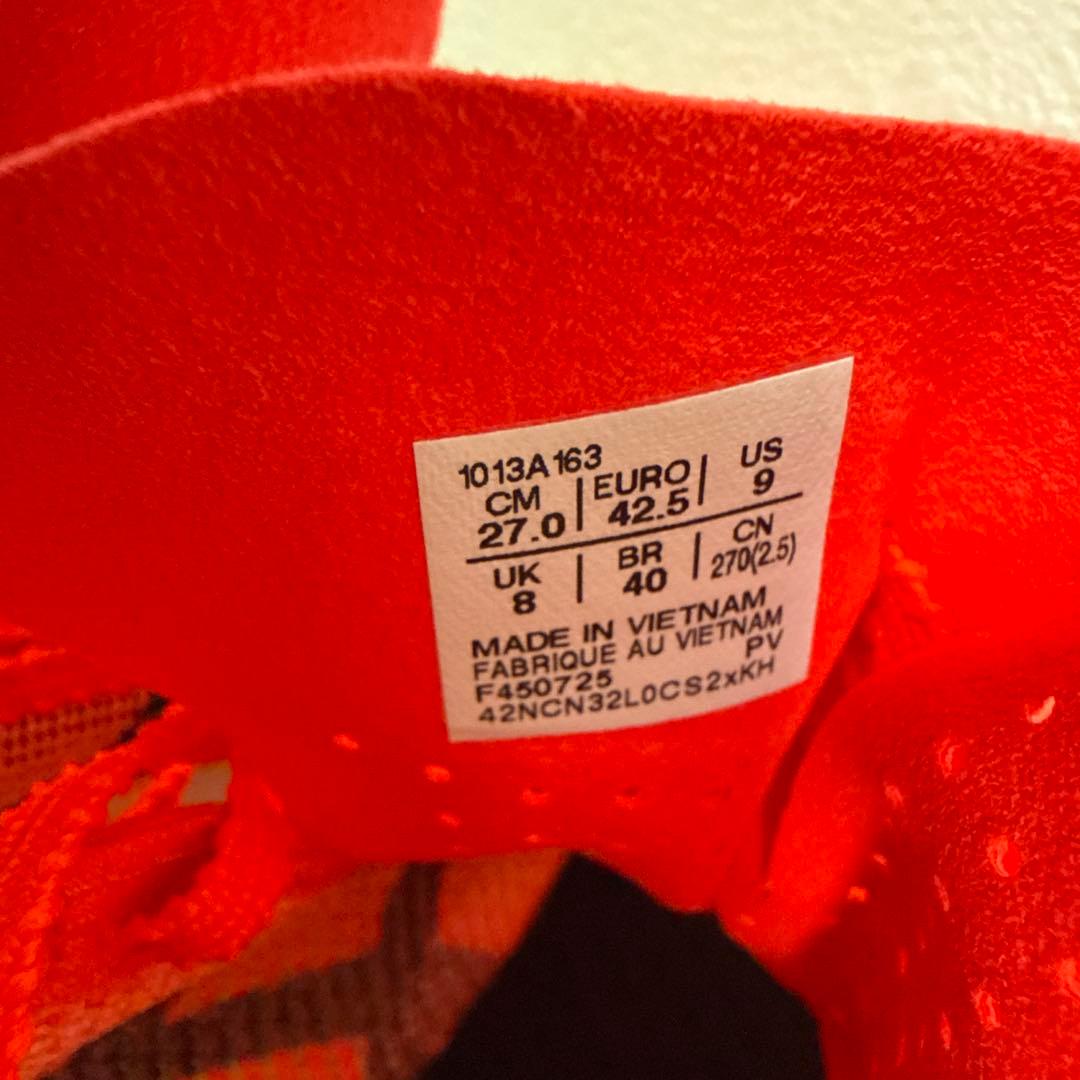 1013A163
CM | EURO | US
27.0 | 42.5 | 9
UK | BR | CN
8 | 40 | 270(2.5)
MADE IN VIETNAM
FABRIQUE AU VIETNAM
F450725 PV
42NCN32L0CS2xKH